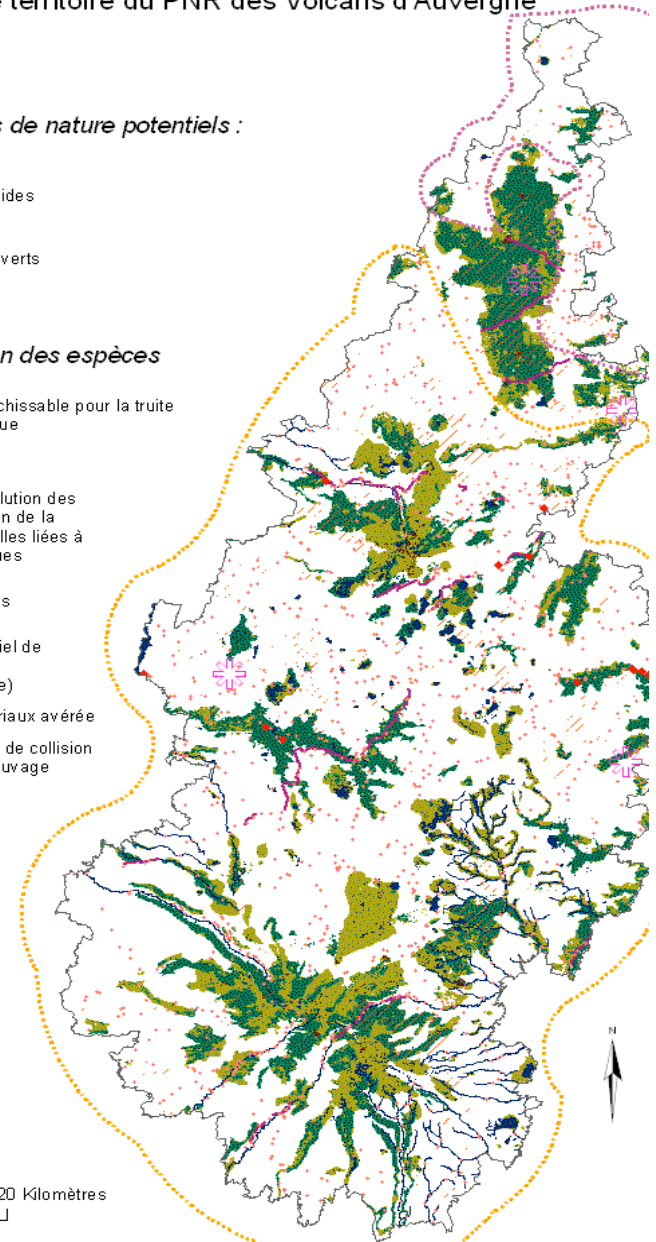 territoire du PNR des Volcans d'Auvergne
de nature potentiels :
ides
verts
n des espèces
chissable pour la truite
ue
lution des
n de la
lles liées à
ues
s
iel de
e)
riaux avérée
de collision
uvage
N
20 Kilomètres